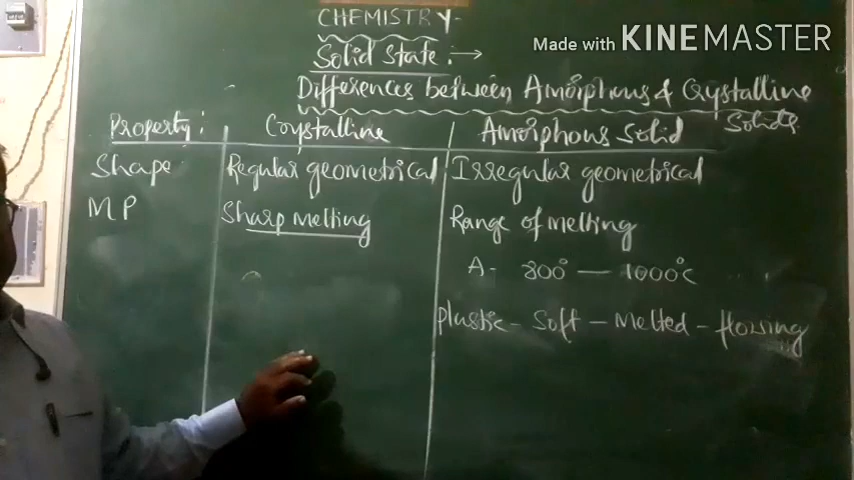 CHEMISTRY-
Made with KINEMASTER
Solid State :→
Differences between Amorphous & Crystalline
Solids
Property : Crystalline Amorphous Solid
Shape Regular geometrical Irregular geometrical
MP Sharp melting Range of melting
A- 800° — 1000°c
Plastic - Soft - Melted - flowing